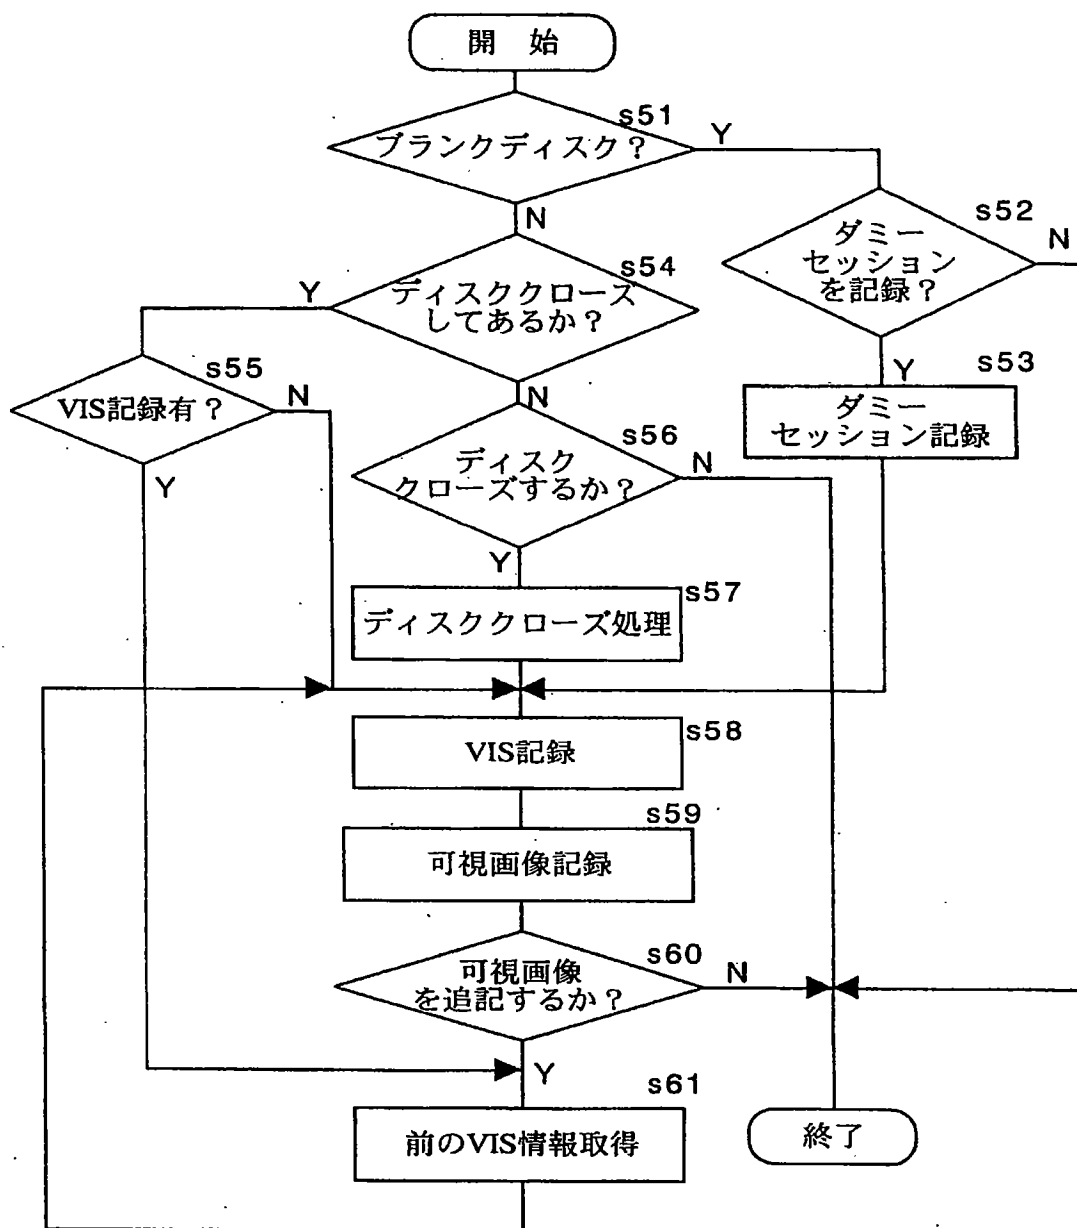 開 始
s51
ブランクディスク?
Y
N
s52
ダミー
セッション
を記録?
N
s54
ディスククローズ
してあるか?
Y
s55
VIS記録有?
N
Y
N
s56
ディスク
クローズするか?
N
Y
Y
s53
ダミー
セッション記録
s57
ディスククローズ処理
s58
VIS記録
s59
可視画像記録
s60
可視画像
を追記するか?
N
Y
s61
前のVIS情報取得
終了